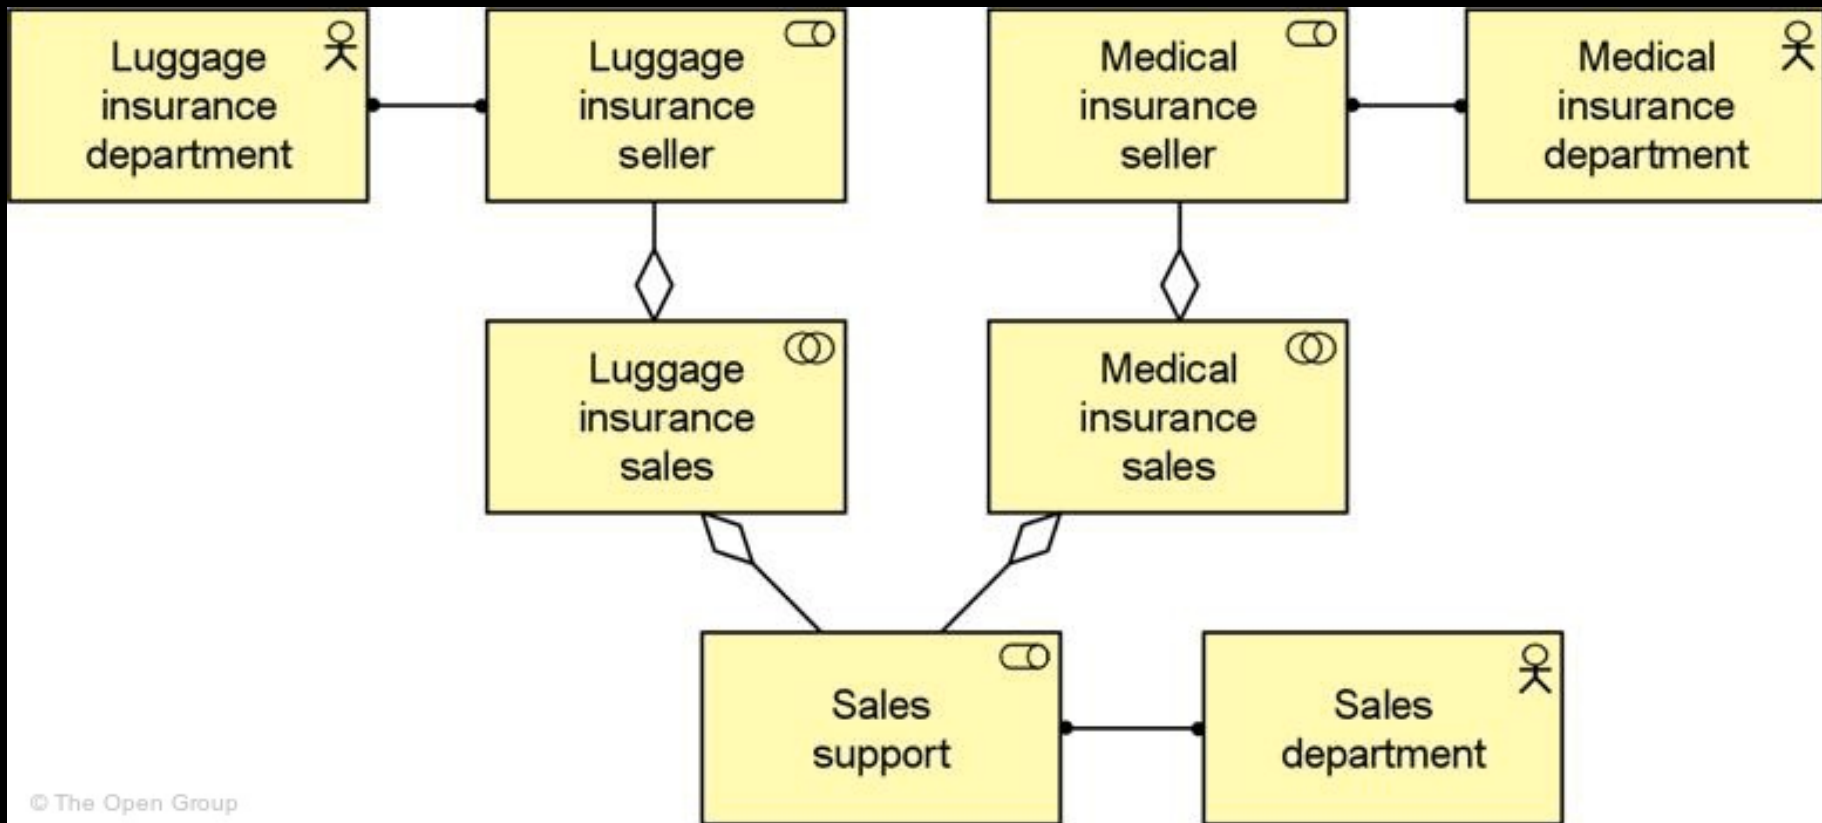 Luggage
insurance
department
Luggage
insurance
seller
Medical
insurance
seller
Medical
insurance
department
Luggage
insurance
sales
Medical
insurance
sales
Sales
support
Sales
department
© The Open Group